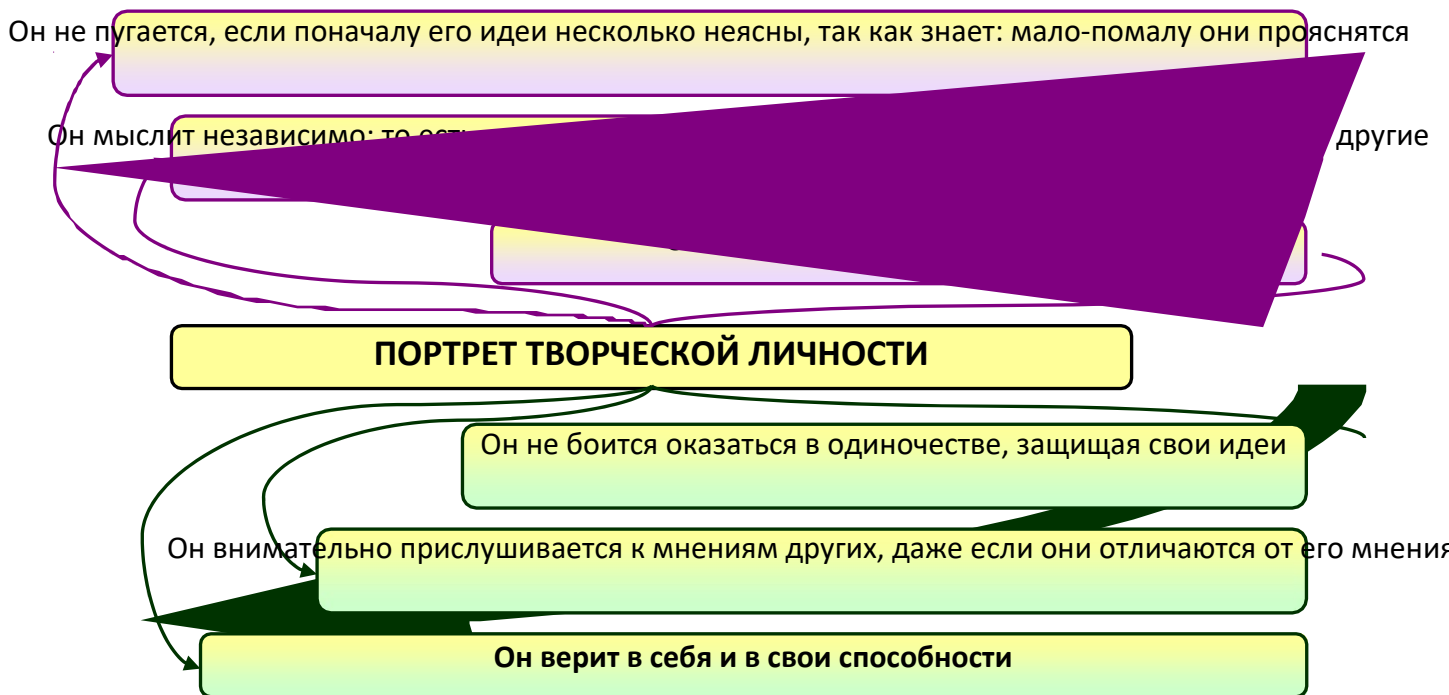 Он не пугается, если поначалу его идеи несколько неясны, так как знает: мало-помалу они прояснятся
Он мыслит независимо: то есть другие
ПОРТРЕТ ТВОРЧЕСКОЙ ЛИЧНОСТИ
Он не боится оказаться в одиночестве, защищая свои идеи
Он внимательно прислушивается к мнениям других, даже если они отличаются от его мнения
Он верит в себя и в свои способности